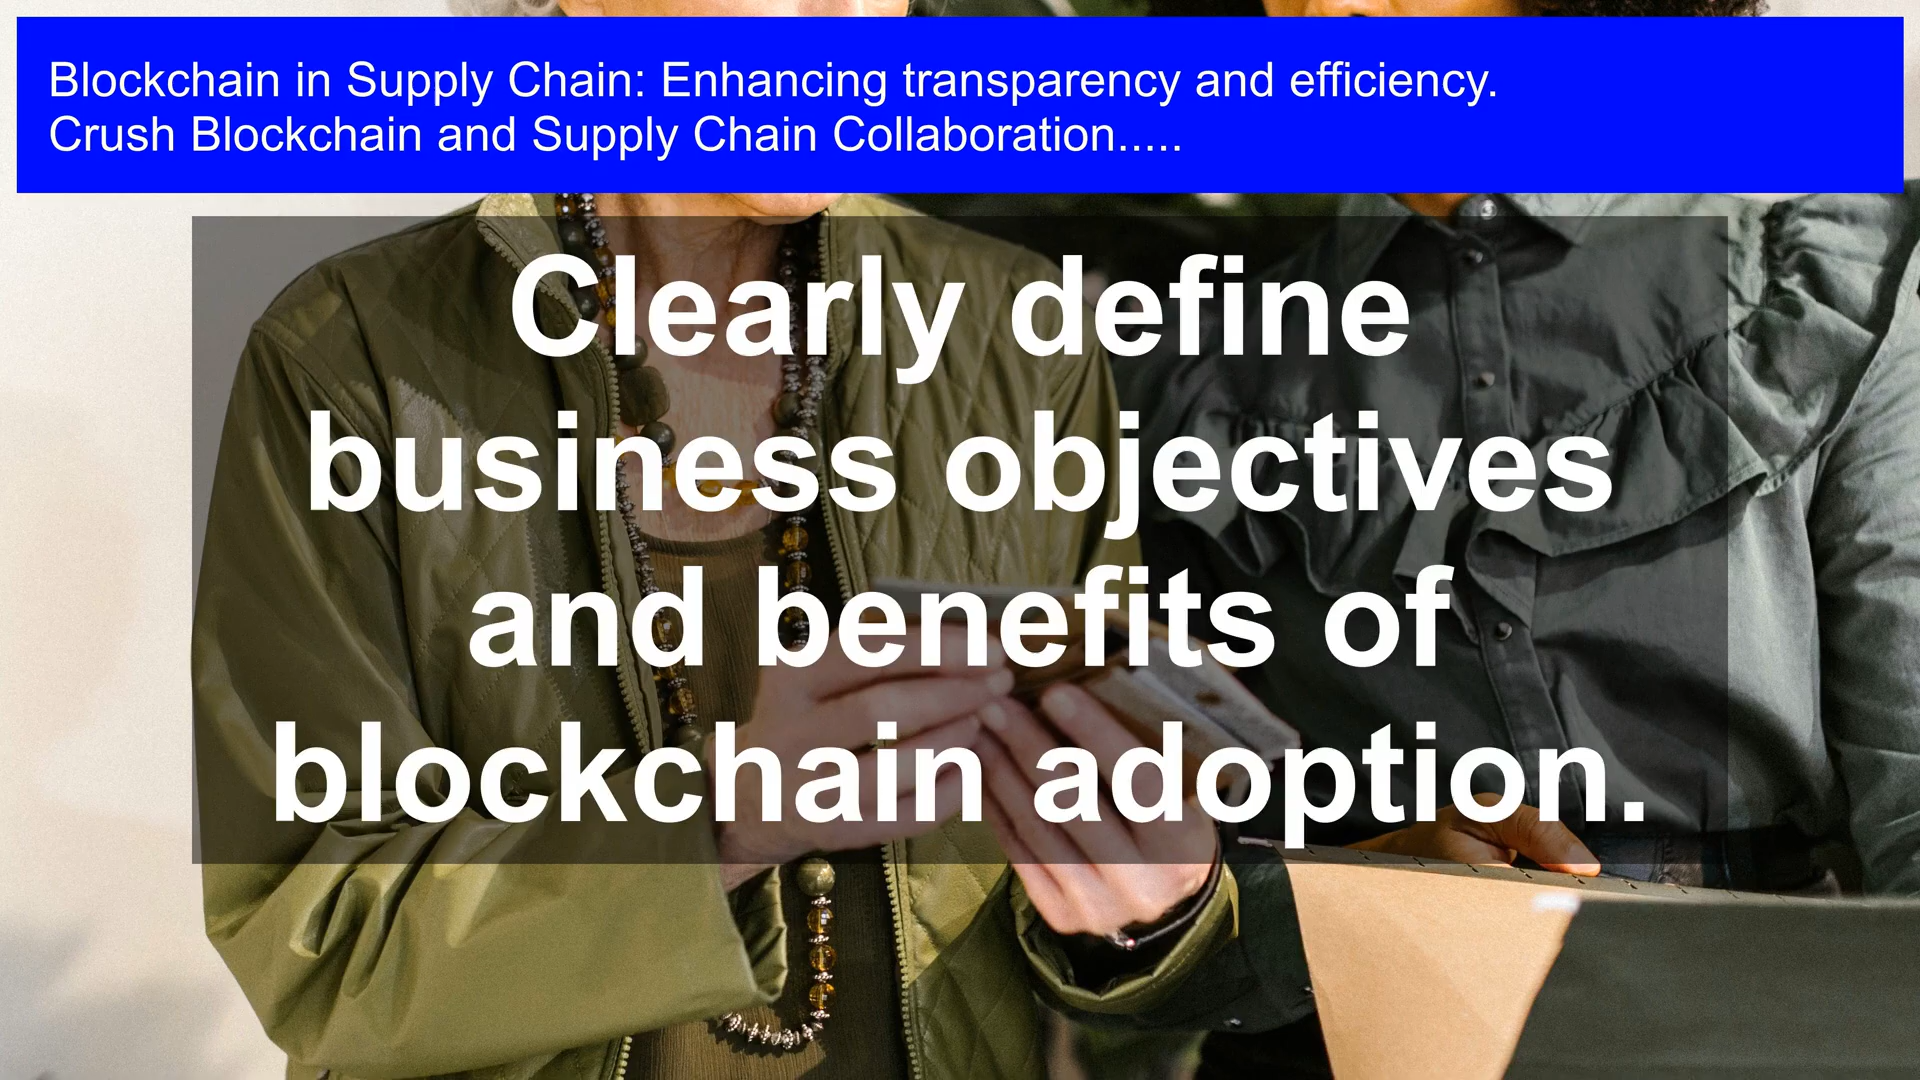 Blockchain in Supply Chain: Enhancing transparency and efficiency.
Crush Blockchain and Supply Chain Collaboration.....
Clearly define
business objectives
and benefits of
blockchain adoption.